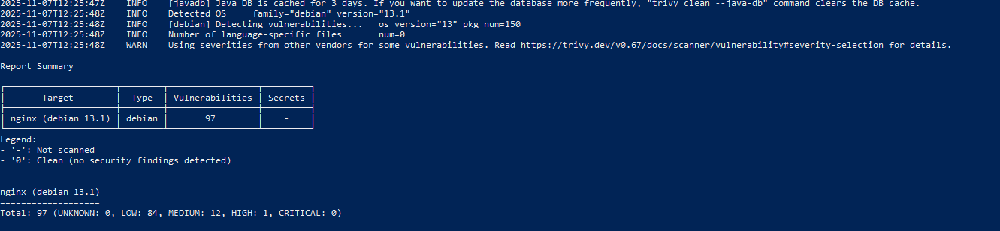 2025-11-07T12:25:47Z INFO [javadb] Java DB is cached for 3 days. If you want to update the database more frequently, "trivy clean --java-db" command clears the DB cache.
2025-11-07T12:25:48Z INFO Detected OS family="debian" version="13.1"
2025-11-07T12:25:48Z INFO [debian] Detecting vulnerabilities... os_version="13" pkg_num=150
2025-11-07T12:25:48Z INFO Number of language-specific files num=0
2025-11-07T12:25:48Z WARN Using severities from other vendors for some vulnerabilities. Read https://trivy.dev/v0.67/docs/scanner/vulnerability#severity-selection for details.
Report Summary
Target Type Vulnerabilities Secrets
nginx (debian 13.1) debian 97 -
Legend:
- '-': Not scanned
- '0': Clean (no security findings detected)
nginx (debian 13.1)
===================
Total: 97 (UNKNOWN: 0, LOW: 84, MEDIUM: 12, HIGH: 1, CRITICAL: 0)